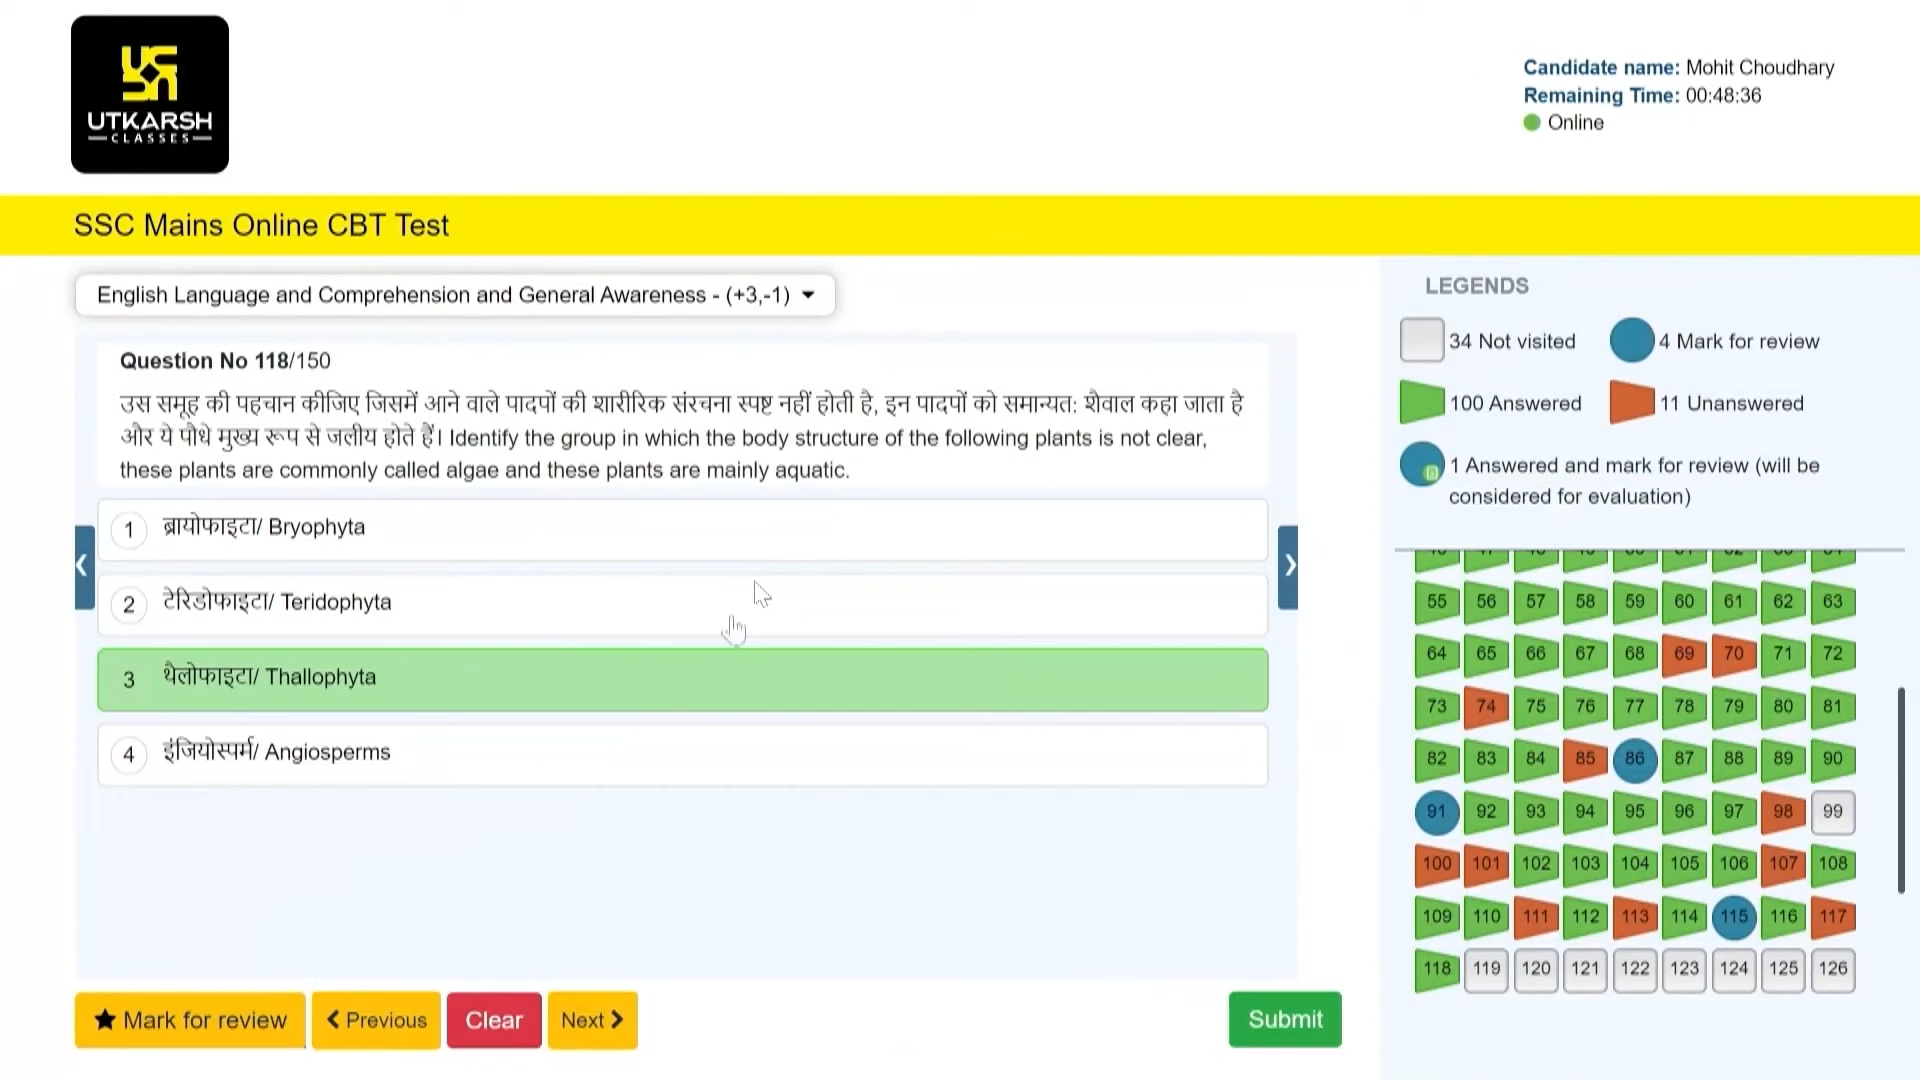 UTKARSH
CLASSES
Candidate name: Mohit Choudhary
Remaining Time: 00:48:36
Online
SSC Mains Online CBT Test
English Language and Comprehension and General Awareness - (+3,-1)
Question No 118/150
उस समूह की पहचान कीजिए जिसमें आने वाले पादपों की शारीरिक संरचना स्पष्ट नहीं होती है, इन पादपों को सामान्यत: शैवाल कहा जाता है
और ये पौधे मुख्य रूप से जलीय होते हैं। Identify the group in which the body structure of the following plants is not clear,
these plants are commonly called algae and these plants are mainly aquatic.
1 ब्रायोफाइटा/ Bryophyta
2 टेरिडोफाइटा/ Teridophyta
3 थैलोफाइटा/ Thallophyta
4 इंजियोस्पर्म/ Angiosperms
Mark for review
Previous
Clear
Next
Submit
LEGENDS
34 Not visited
4 Mark for review
100 Answered
11 Unanswered
1 Answered and mark for review (will be
considered for evaluation)
55 56 57 58 59 60 61 62 63
64 65 66 67 68 69 70 71 72
73 74 75 76 77 78 79 80 81
82 83 84 85 86 87 88 89 90
91 92 93 94 95 96 97 98 99
100 101 102 103 104 105 106 107 108
109 110 111 112 113 114 115 116 117
118 119 120 121 122 123 124 125 126